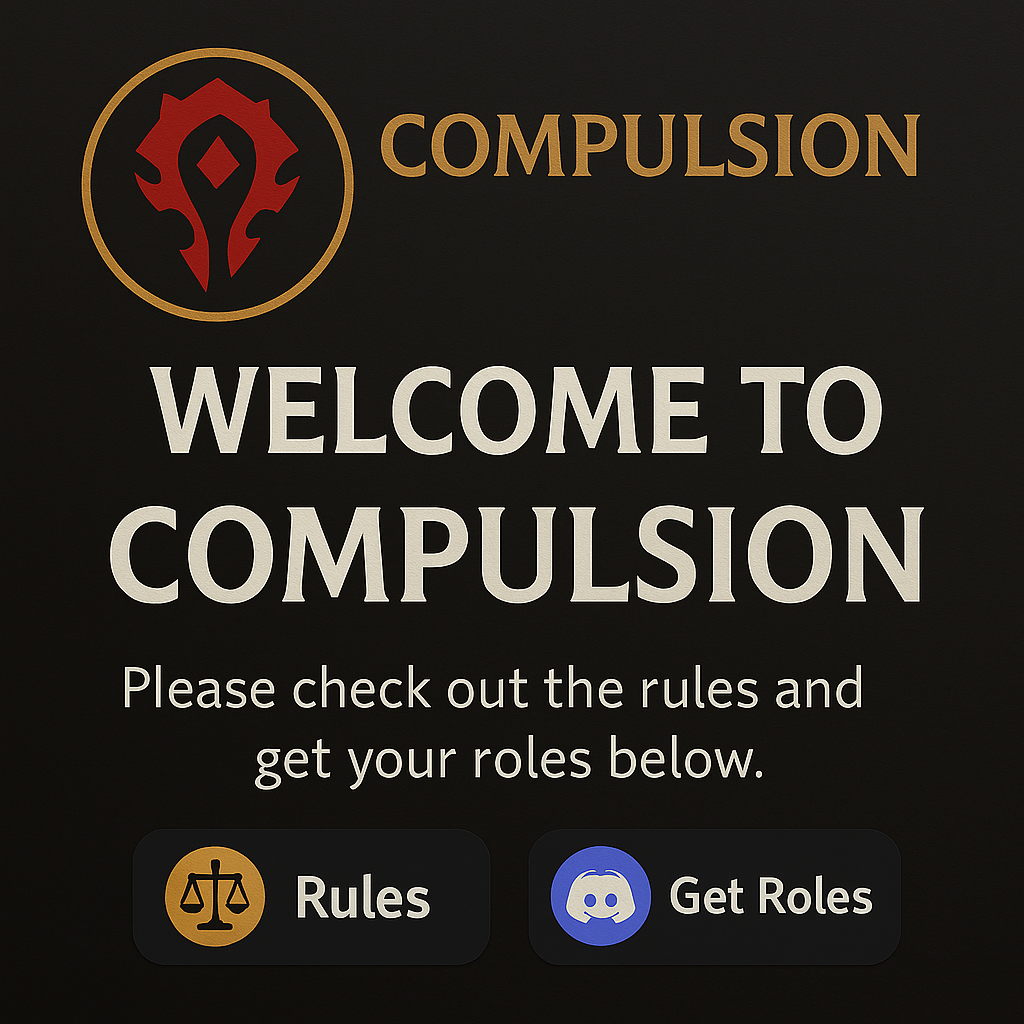 COMPULSION
WELCOME TO
COMPULSION
Please check out the rules and
get your roles below.
Rules
Get Roles